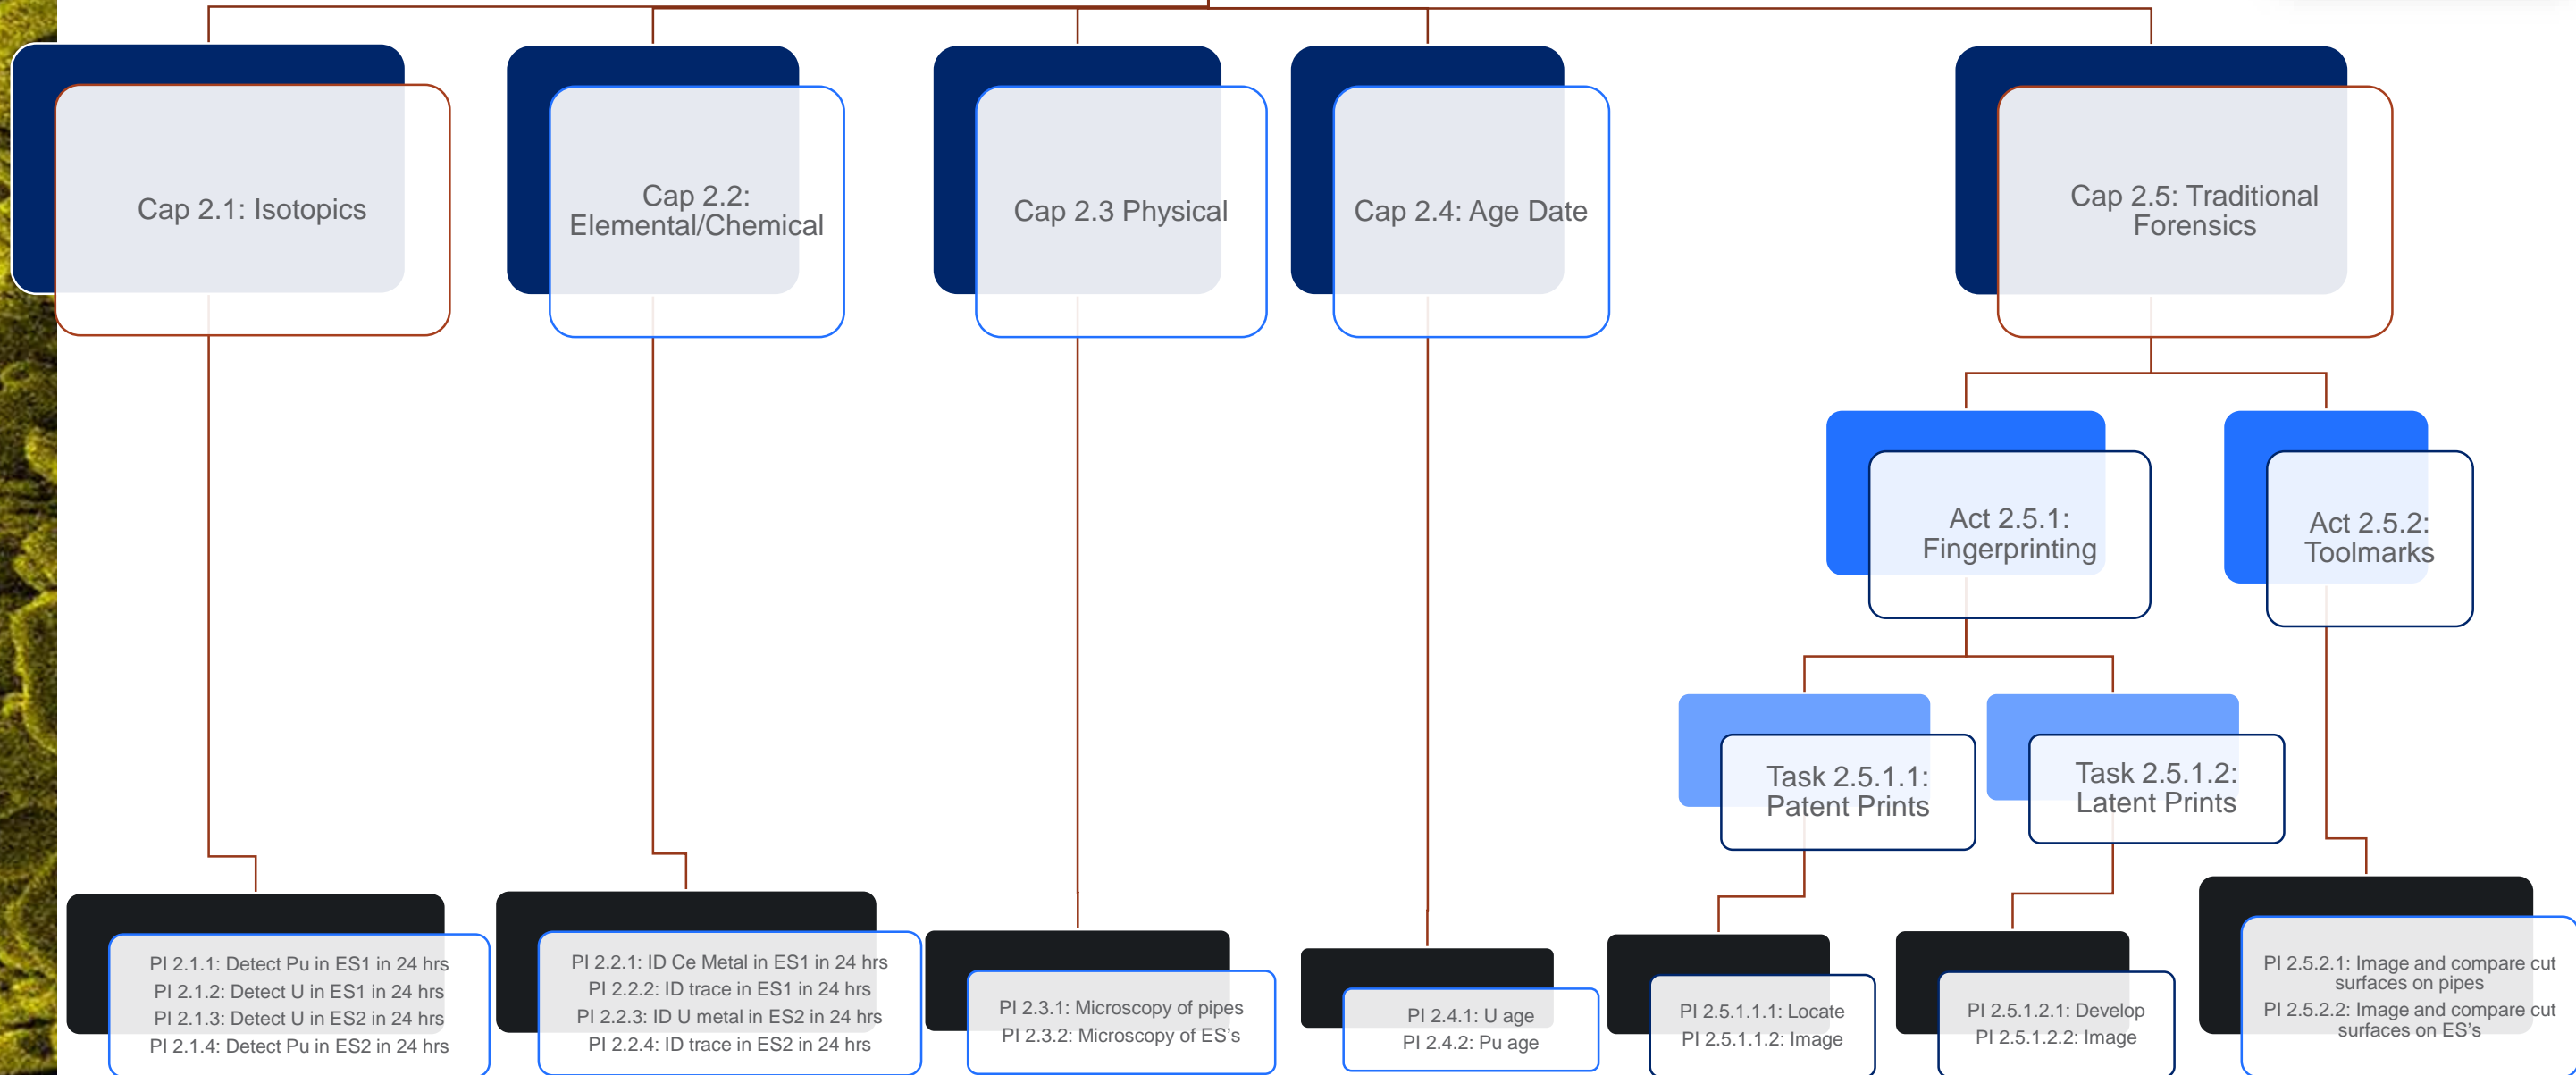 Cap 2.1: Isotopics
Cap 2.2:
Elemental/Chemical
Cap 2.3 Physical
Cap 2.4: Age Date
Cap 2.5: Traditional
Forensics
Act 2.5.1:
Fingerprinting
Act 2.5.2:
Toolmarks
Task 2.5.1.1:
Patent Prints
Task 2.5.1.2:
Latent Prints
PI 2.1.1: Detect Pu in ES1 in 24 hrs
PI 2.1.2: Detect U in ES1 in 24 hrs
PI 2.1.3: Detect U in ES2 in 24 hrs
PI 2.1.4: Detect Pu in ES2 in 24 hrs
PI 2.2.1: ID Ce Metal in ES1 in 24 hrs
PI 2.2.2: ID trace in ES1 in 24 hrs
PI 2.2.3: ID U metal in ES2 in 24 hrs
PI 2.2.4: ID trace in ES2 in 24 hrs
PI 2.3.1: Microscopy of pipes
PI 2.3.2: Microscopy of ES’s
PI 2.4.1: U age
PI 2.4.2: Pu age
PI 2.5.1.1.1: Locate
PI 2.5.1.1.2: Image
PI 2.5.1.2.1: Develop
PI 2.5.1.2.2: Image
PI 2.5.2.1: Image and compare cut
surfaces on pipes
PI 2.5.2.2: Image and compare cut
surfaces on ES’s